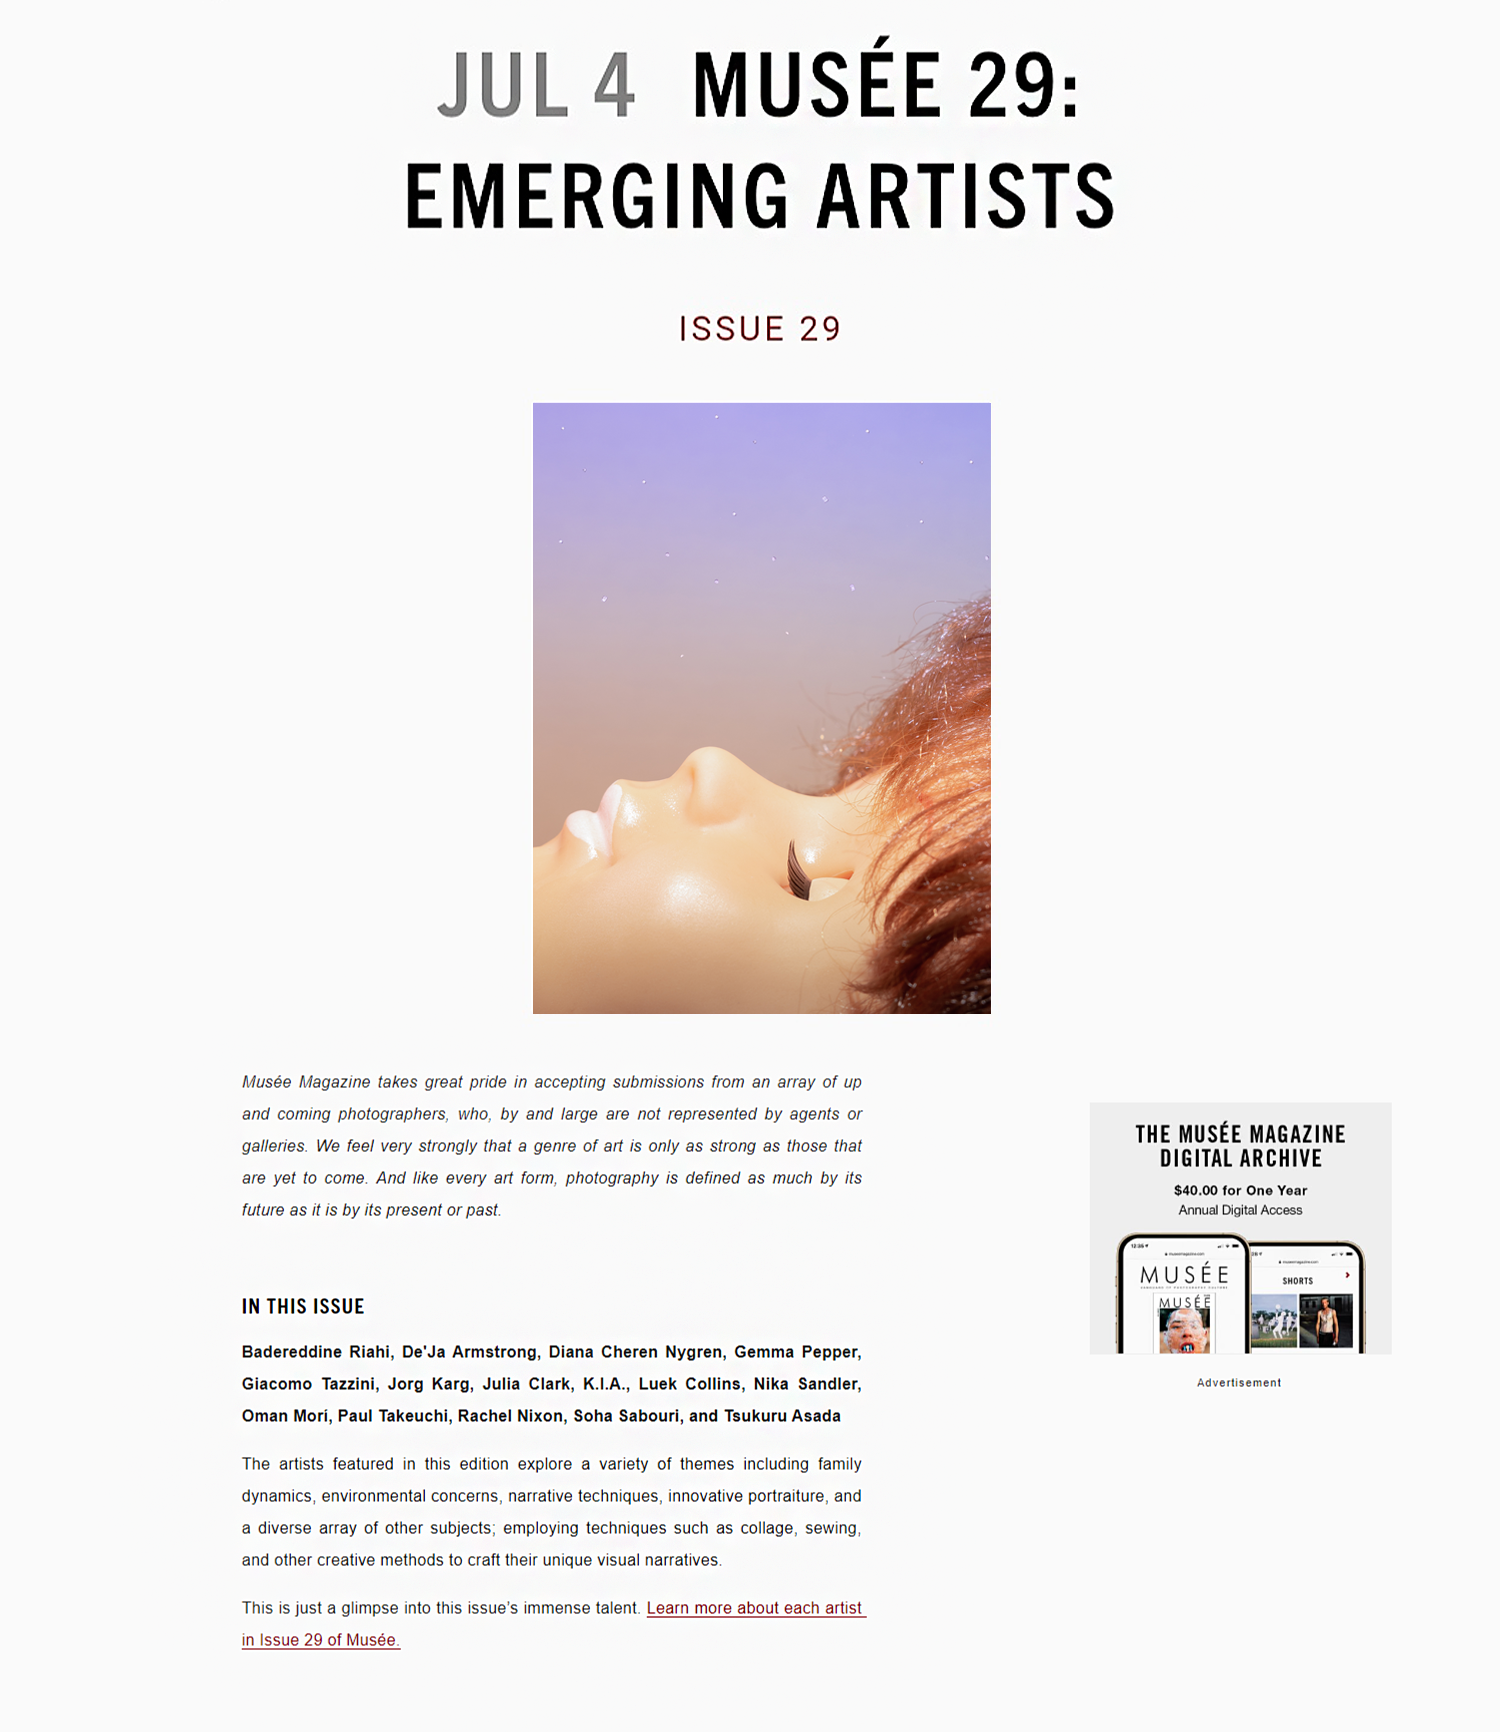 JUL 4 MUSÉE 29:
EMERGING ARTISTS
ISSUE 29
Musée Magazine takes great pride in accepting submissions from an array of up
and coming photographers, who, by and large are not represented by agents or
galleries. We feel very strongly that a genre of art is only as strong as those that
are yet to come. And like every art form, photography is defined as much by its
future as it is by its present or past.
IN THIS ISSUE
Badereddine Riahi, De'Ja Armstrong, Diana Cheren Nygren, Gemma Pepper,
Giacomo Tazzini, Jorg Karg, Julia Clark, K.I.A., Luek Collins, Nika Sandler,
Oman Morí, Paul Takeuchi, Rachel Nixon, Soha Sabouri, and Tsukuru Asada
The artists featured in this edition explore a variety of themes including family
dynamics, environmental concerns, narrative techniques, innovative portraiture, and
a diverse array of other subjects; employing techniques such as collage, sewing,
and other creative methods to craft their unique visual narratives.
This is just a glimpse into this issue’s immense talent. Learn more about each artist
in Issue 29 of Musée.
THE MUSÉE MAGAZINE
DIGITAL ARCHIVE
$40.00 for One Year
Annual Digital Access
12:35
museemagazine.com
MUSÉE
MUSÉE
museemagazine.com
SHORTS
Advertisement